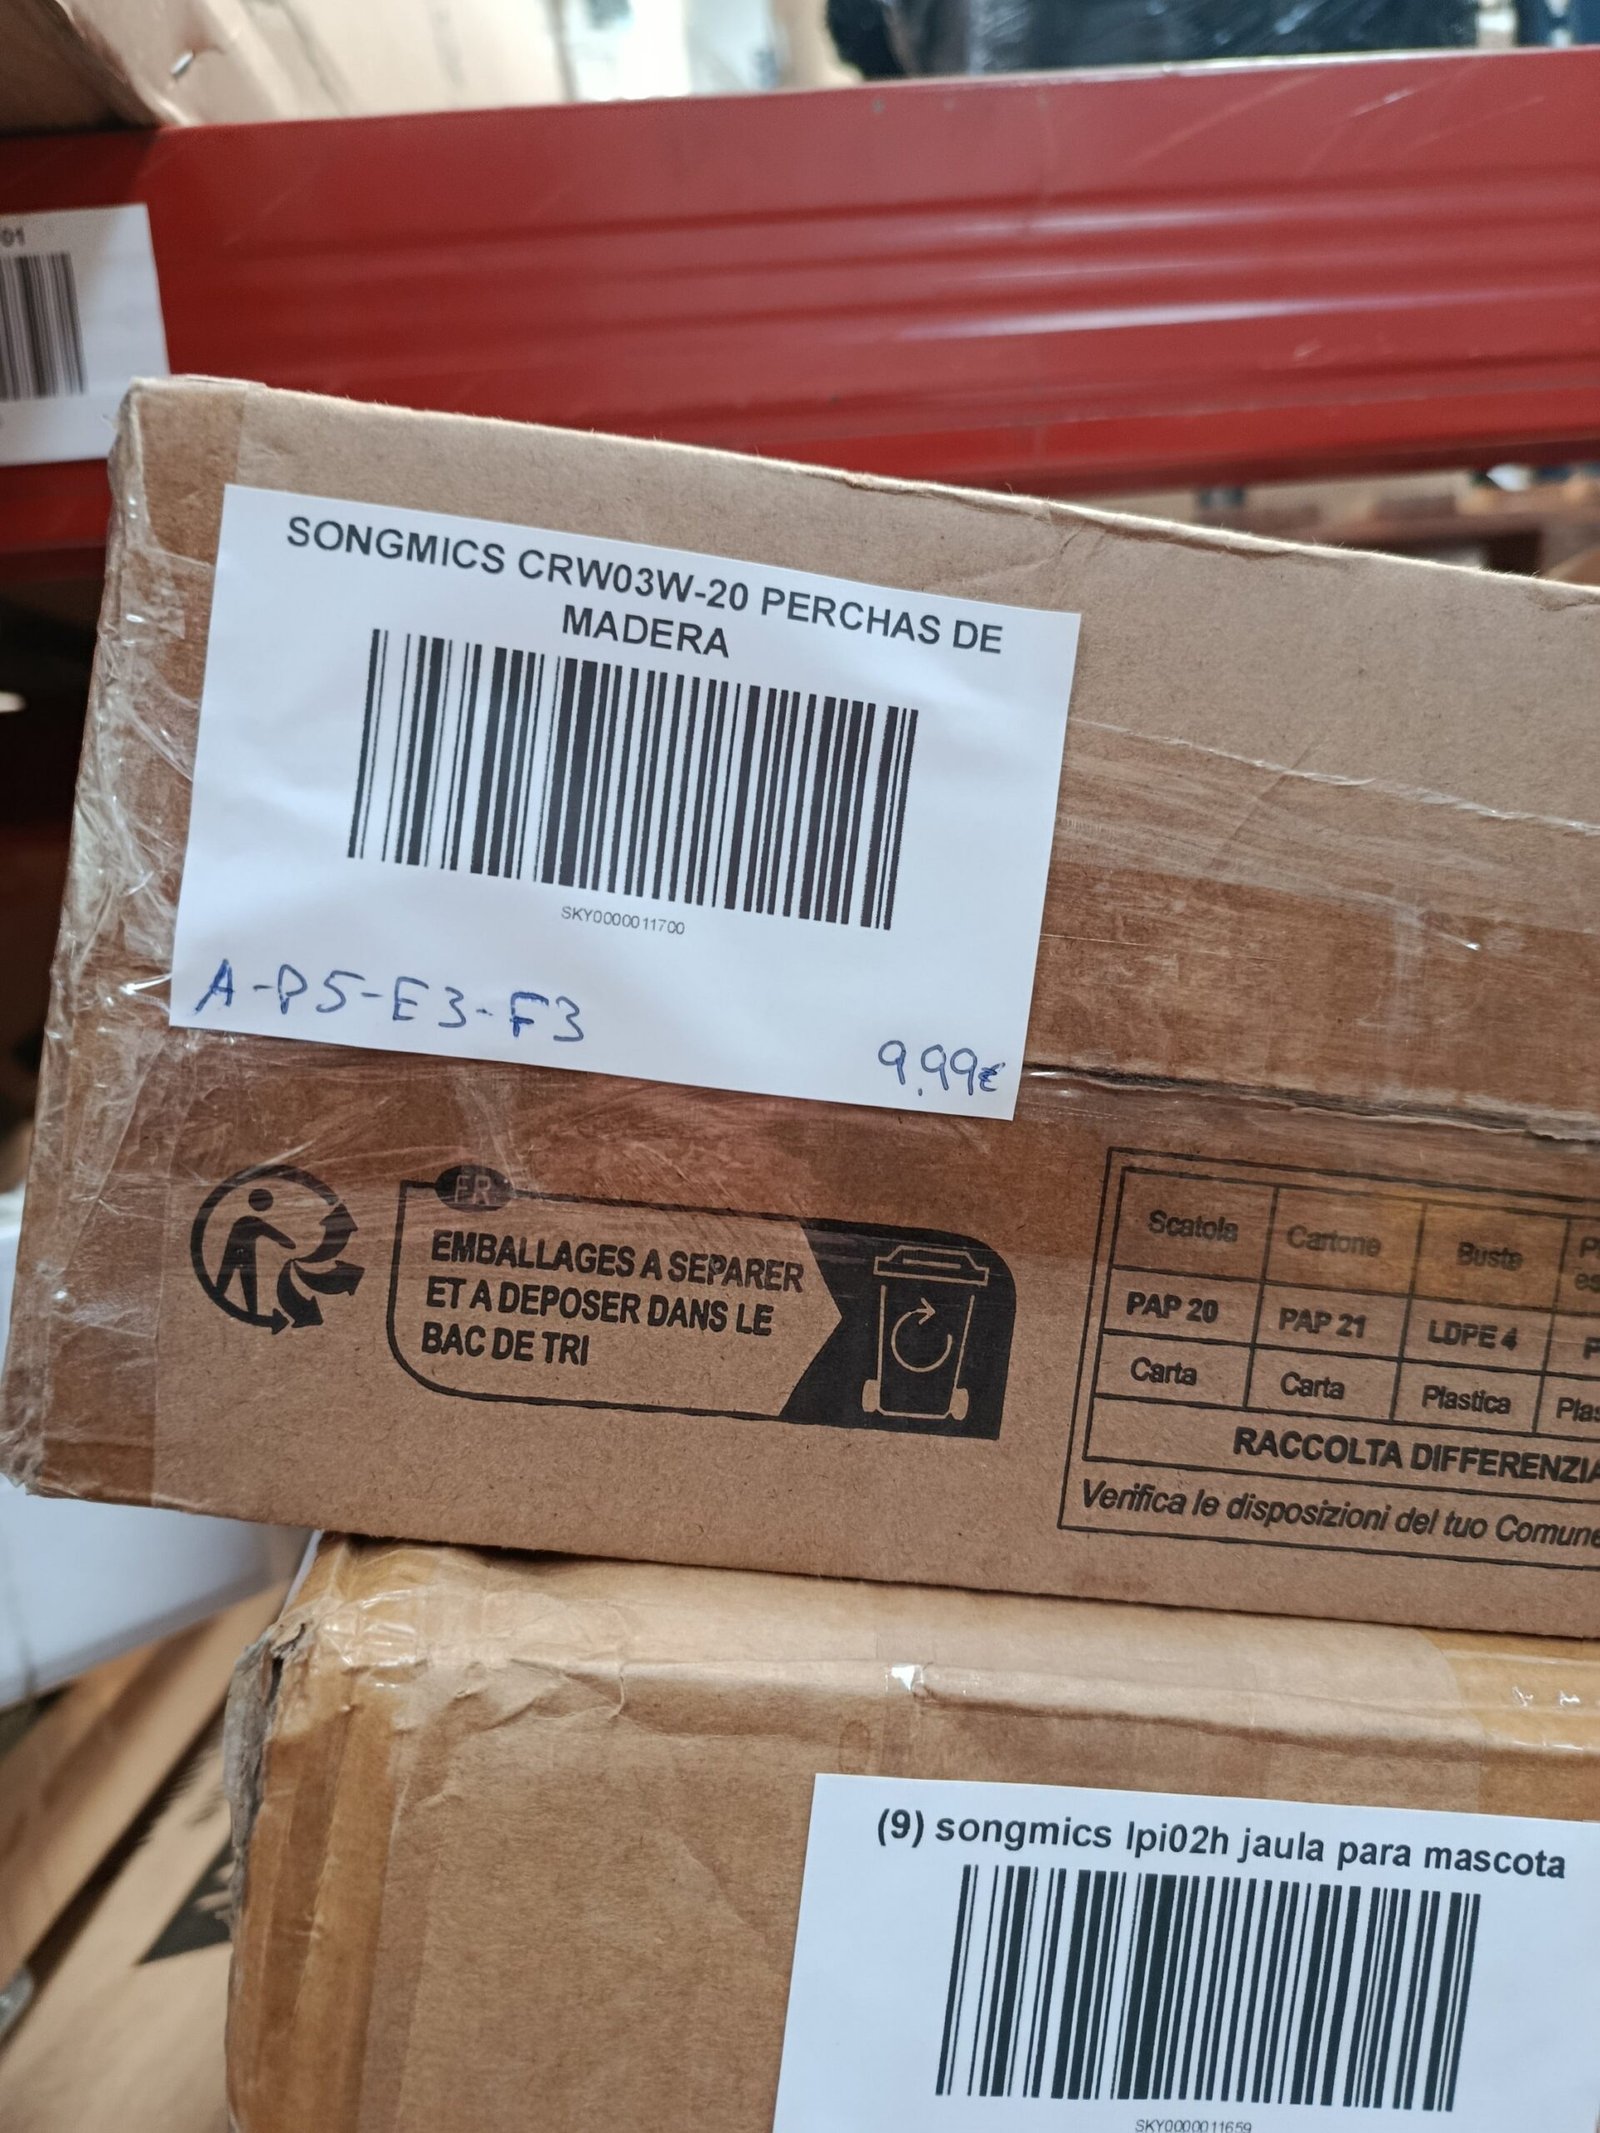 01
SONGMICS CRW03W-20 PERCHAS DE
MADERA
SKY0000011700
A-P5-E3-F3
9.99€
FR
EMBALLAGES A SEPARER
ET A DEPOSER DANS LE
BAC DE TRI
Scatola Cartone Buste
PAP 20 PAP 21 LDPE 4
Carta Carta Plastica
RACCOLTA
Verifica le disposizioni del tuo Comune
(9) songmics lpi02h jaula para mascota
SKY0000011659